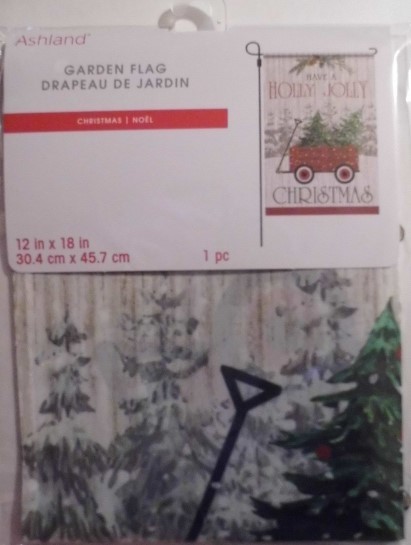 Ashland
GARDEN FLAG
DRAPEAU DE JARDIN
CHRISTMAS | NOËL
HAVE A
HOLLY JOLLY
CHRISTMAS
12 in x 18 in
30.4 cm x 45.7 cm
1 pc